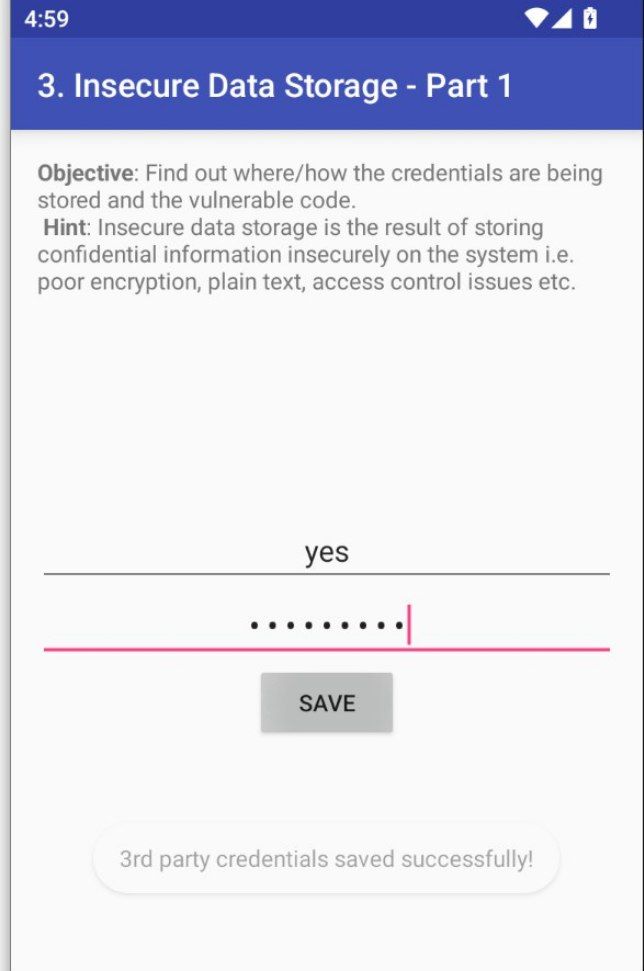 4:59
3. Insecure Data Storage - Part 1
Objective: Find out where/how the credentials are being
stored and the vulnerable code.
Hint: Insecure data storage is the result of storing
confidential information insecurely on the system i.e.
poor encryption, plain text, access control issues etc.
yes
•••••••••
SAVE
3rd party credentials saved successfully!